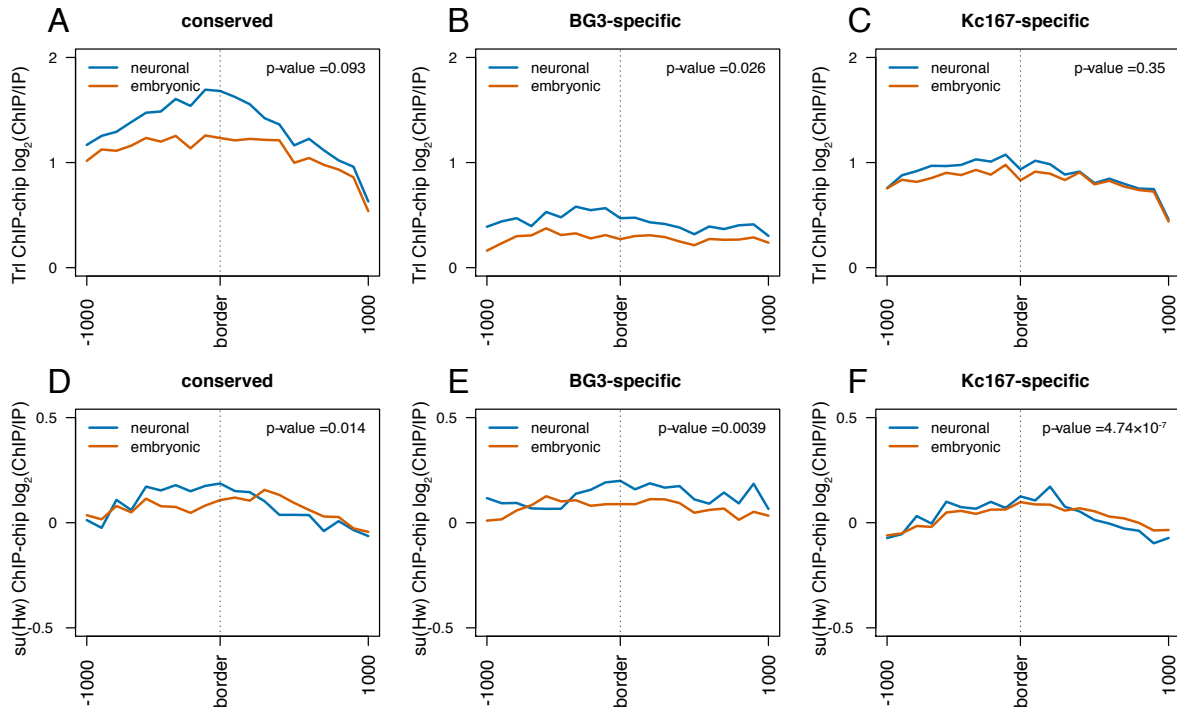 A
conserved
Trl ChIP-chip log2(ChIP/IP)
2
1
0
neuronal
embryonic
p-value =0.093
-1000
border
1000
B
BG3-specific
Trl ChIP-chip log2(ChIP/IP)
2
1
0
neuronal
embryonic
p-value =0.026
-1000
border
1000
C
Kc167-specific
Trl ChIP-chip log2(ChIP/IP)
2
1
0
neuronal
embryonic
p-value =0.35
-1000
border
1000
D
conserved
su(Hw) ChIP-chip log2(ChIP/IP)
0.5
0
-0.5
neuronal
embryonic
p-value =0.014
-1000
border
1000
E
BG3-specific
su(Hw) ChIP-chip log2(ChIP/IP)
0.5
0
-0.5
neuronal
embryonic
p-value =0.0039
-1000
border
1000
F
Kc167-specific
su(Hw) ChIP-chip log2(ChIP/IP)
0.5
0
-0.5
neuronal
embryonic
p-value =4.74×10-7
-1000
border
1000